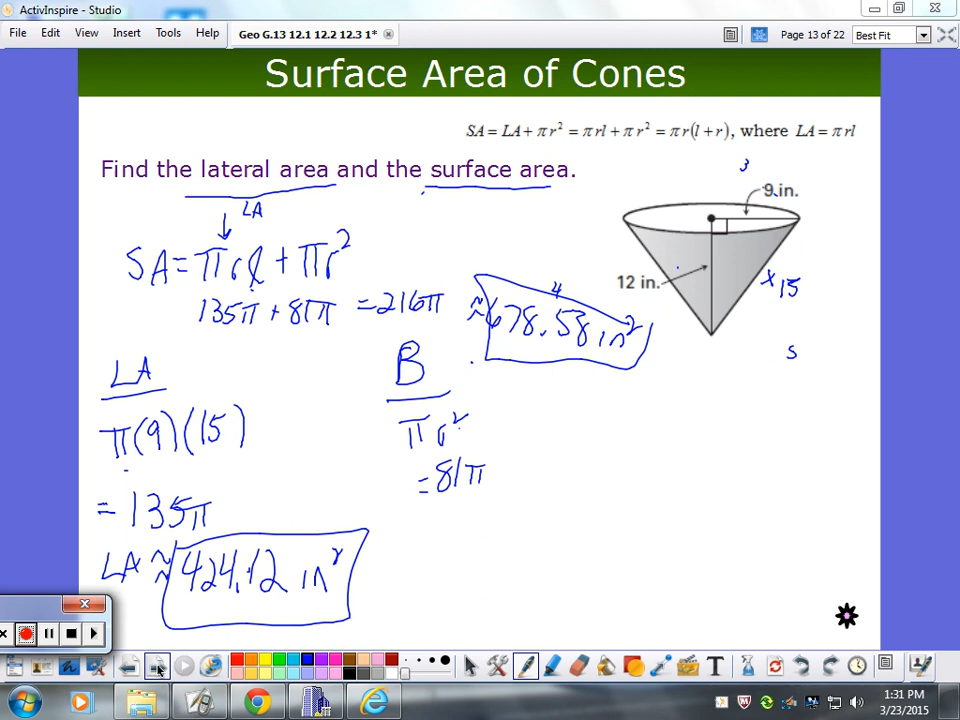 ActivInspire - Studio
File Edit View Insert Tools Help
Geo G.13 12.1 12.2 12.3 1*
Page 13 of 22
Best Fit
Surface Area of Cones
SA = LA + πr² = πrl + πr² = πr(l + r), where LA = πrl
Find the lateral area and the surface area.
LA
SA = πrl + πr²
135π + 81π = 216π ≈ 678.58 in²
3
9 in.
12 in.
x 15
4
5
LA
π(9)(15)
= 135π
LA ≈ 424.12 in²
B
πr²
= 81π
T
1:31 PM
3/23/2015